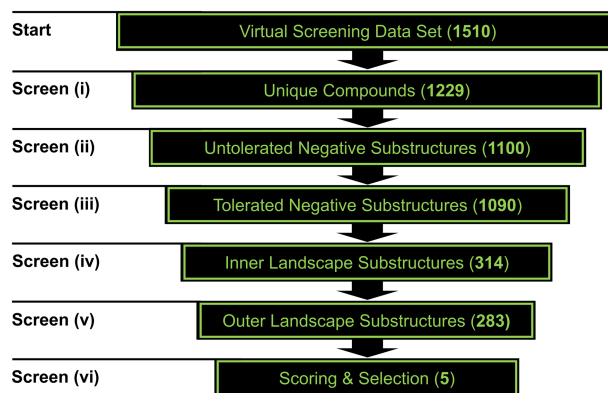 Start Virtual Screening Data Set (1510)
Screen (i) Unique Compounds (1229)
Screen (ii) Untolerated Negative Substructures (1100)
Screen (iii) Tolerated Negative Substructures (1090)
Screen (iv) Inner Landscape Substructures (314)
Screen (v) Outer Landscape Substructures (283)
Screen (vi) Scoring & Selection (5)